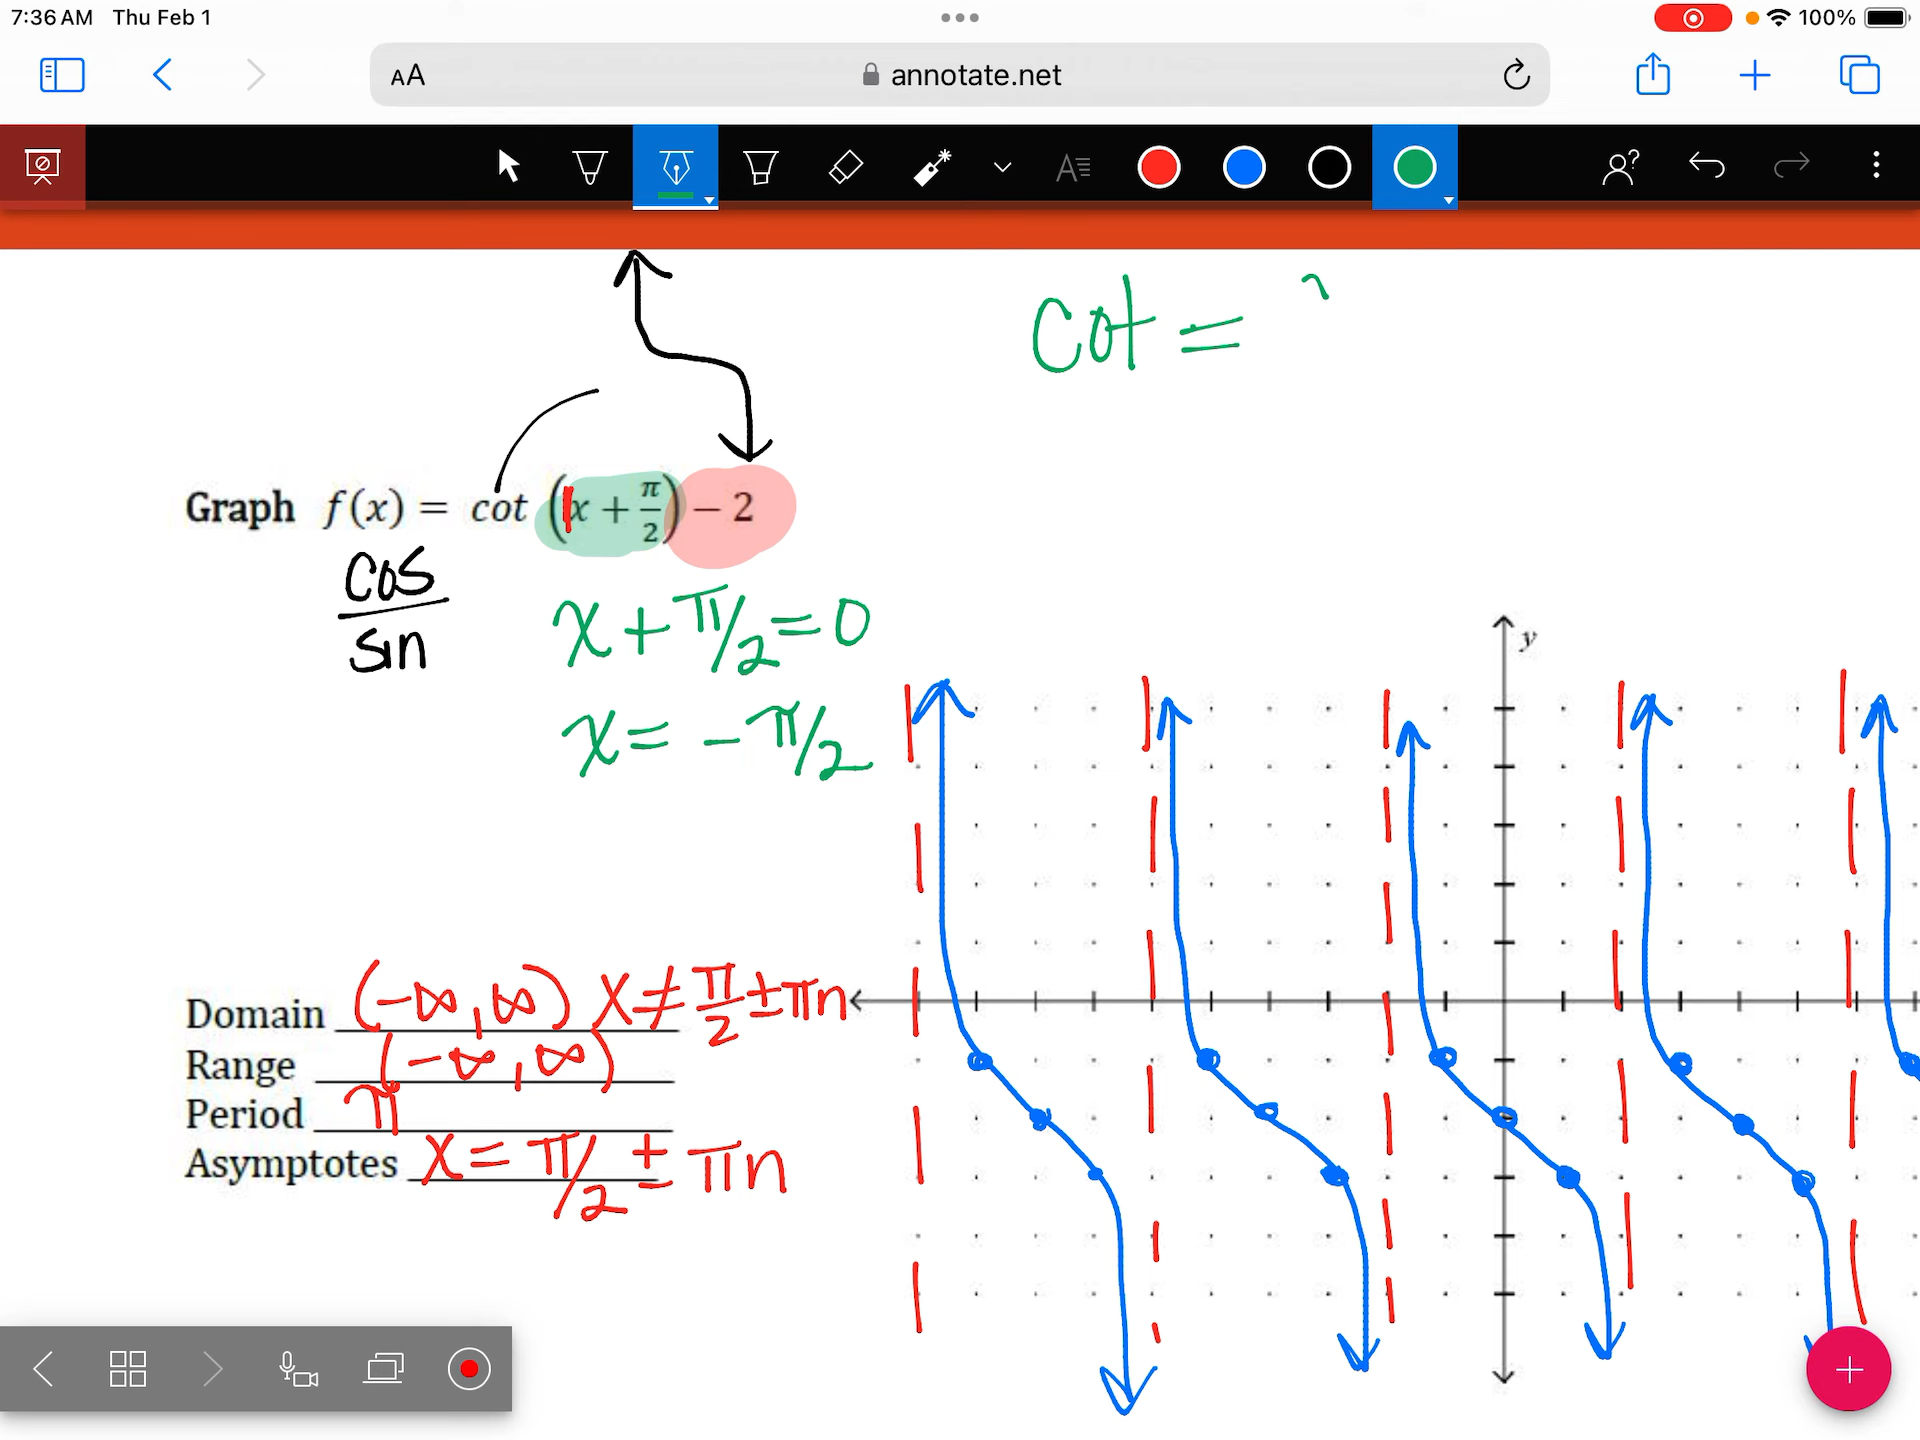 7:36 AM Thu Feb 1
100%
AA annotate.net
cot =
Graph f(x) = cot (x + π/2) − 2
cos/sin
x + π/2 = 0
x = − π/2
y
Domain (-∞, ∞) x ≠ π/2 ± πn
Range (-∞, ∞)
Period π
Asymptotes x = π/2 ± πn